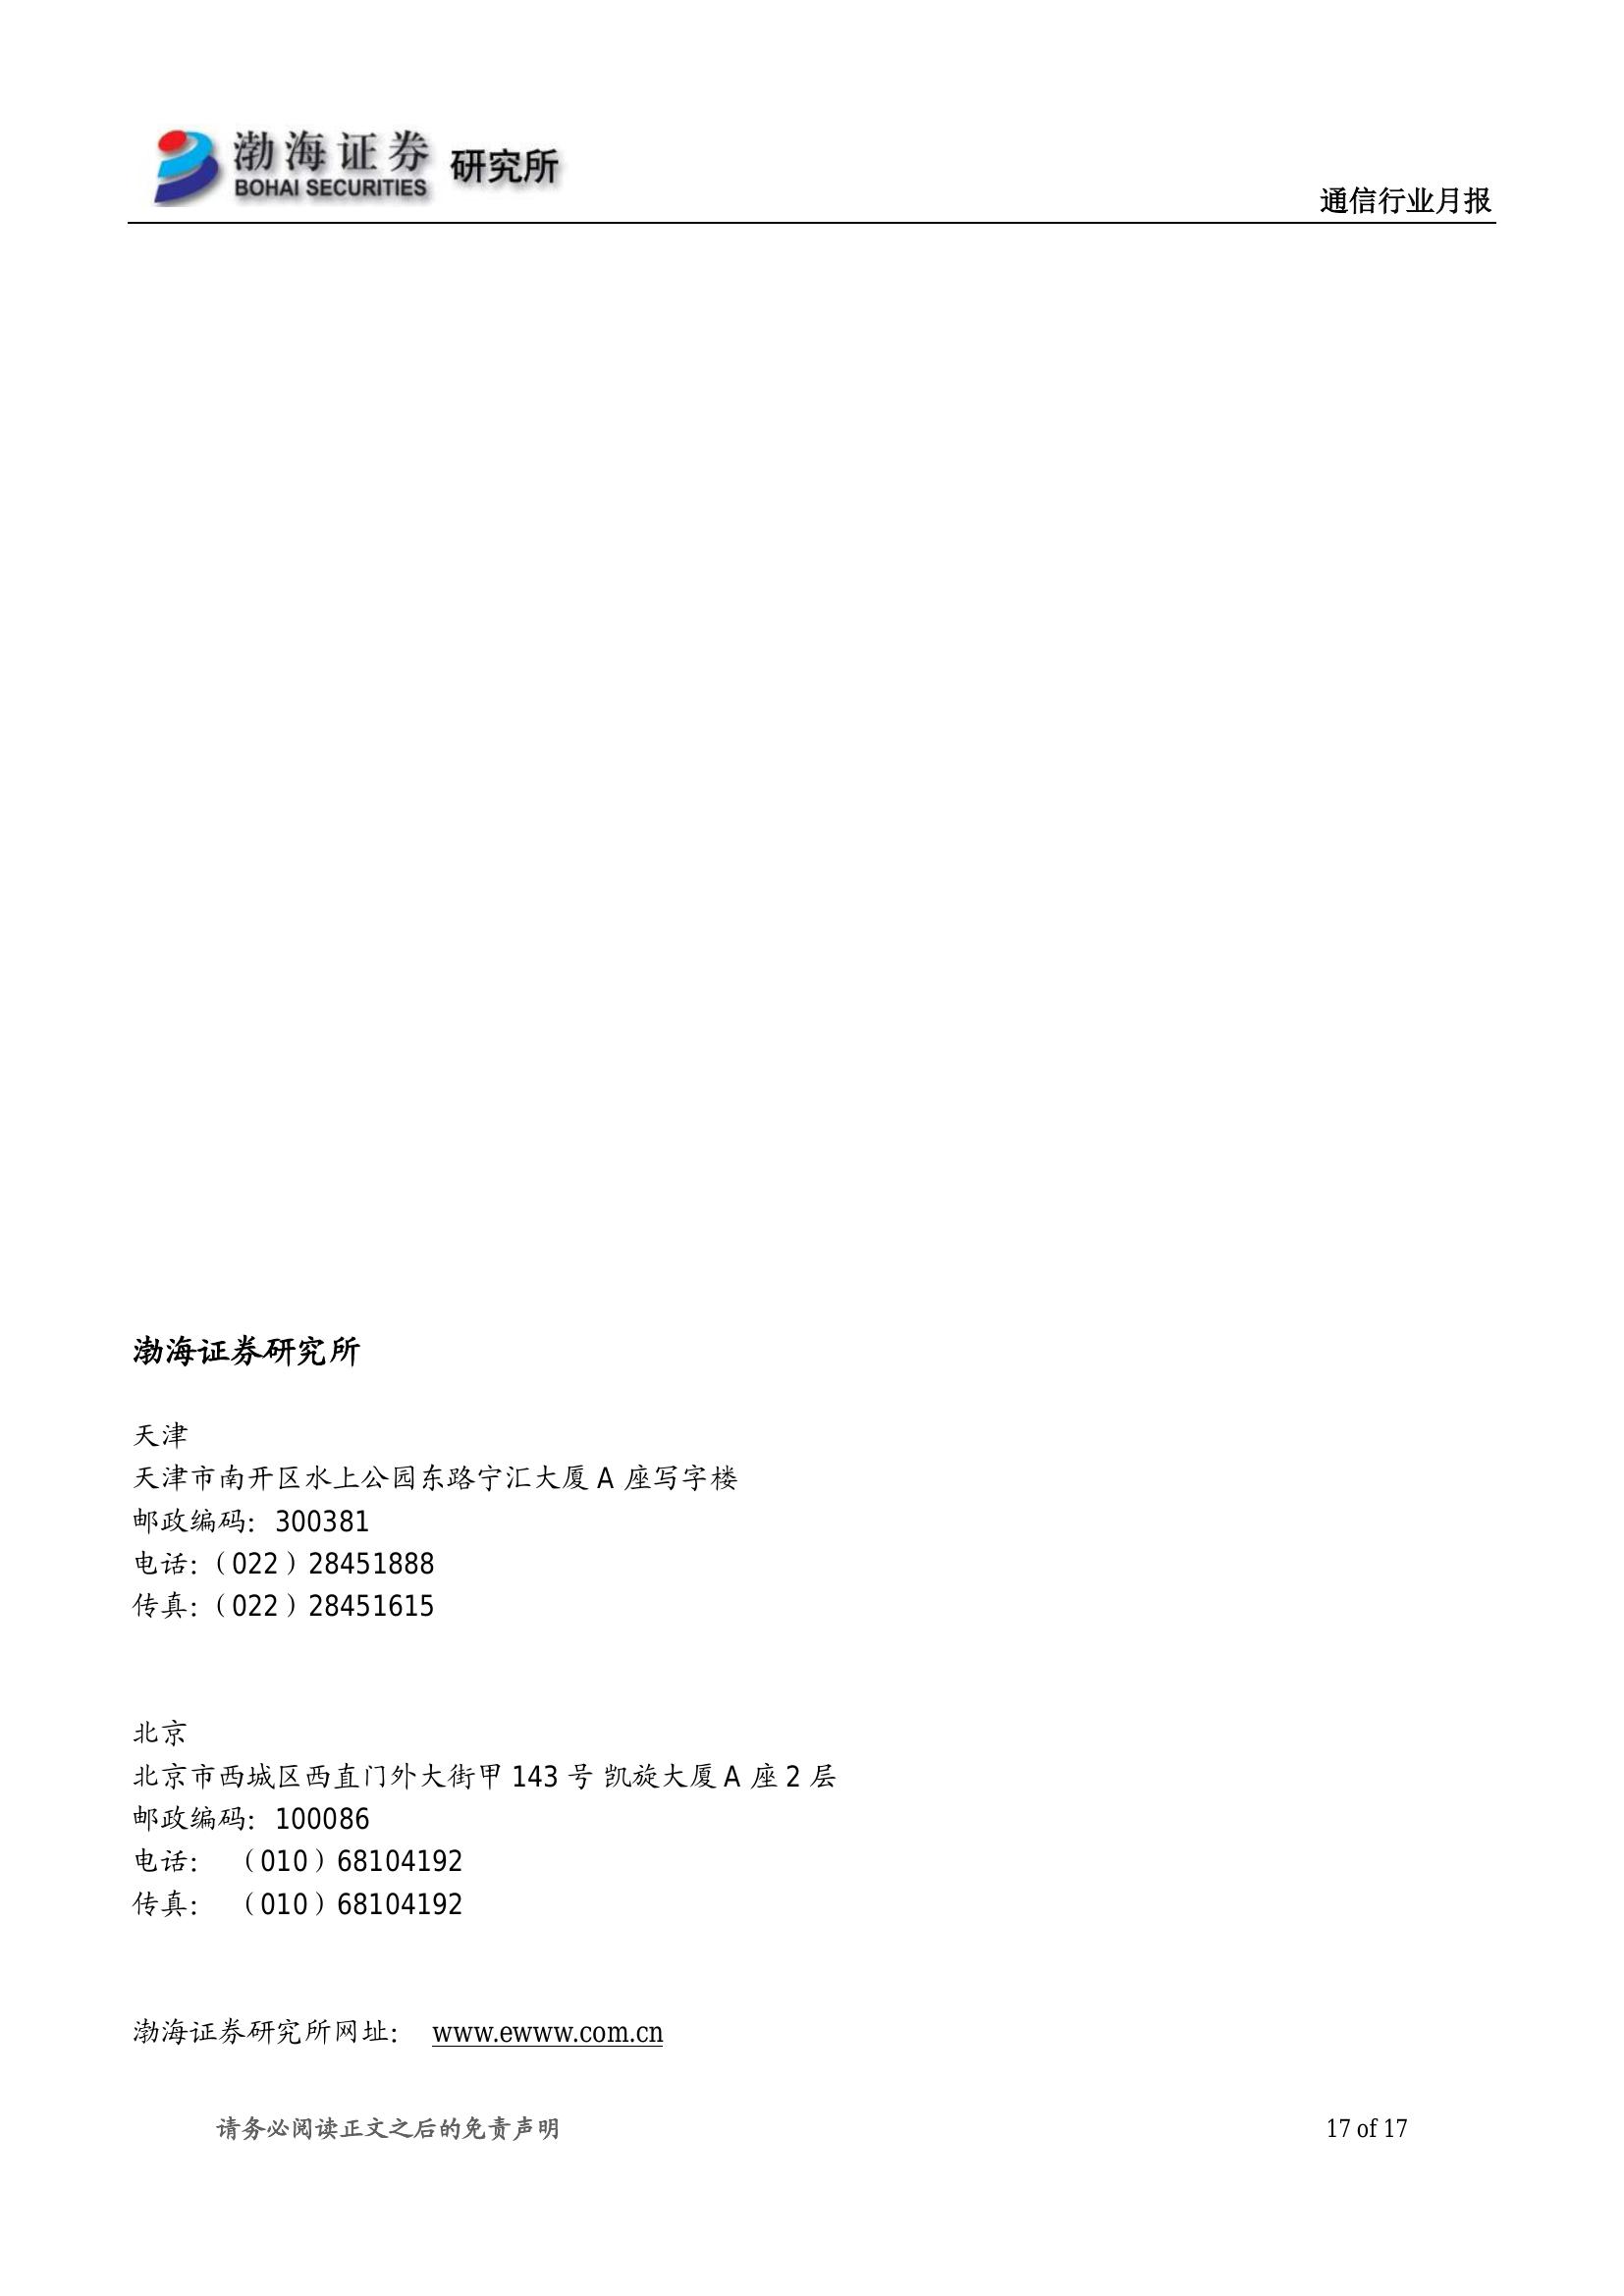 渤海证券 研究所
BOHAI SECURITIES
通信行业月报
渤海证券研究所
天津
天津市南开区水上公园东路宁汇大厦 A 座写字楼
邮政编码：300381
电话：（022）28451888
传真：（022）28451615
北京
北京市西城区西直门外大街甲 143 号 凯旋大厦 A 座 2 层
邮政编码：100086
电话： （010）68104192
传真： （010）68104192
渤海证券研究所网址： www.ewww.com.cn
请务必阅读正文之后的免责声明 17 of 17